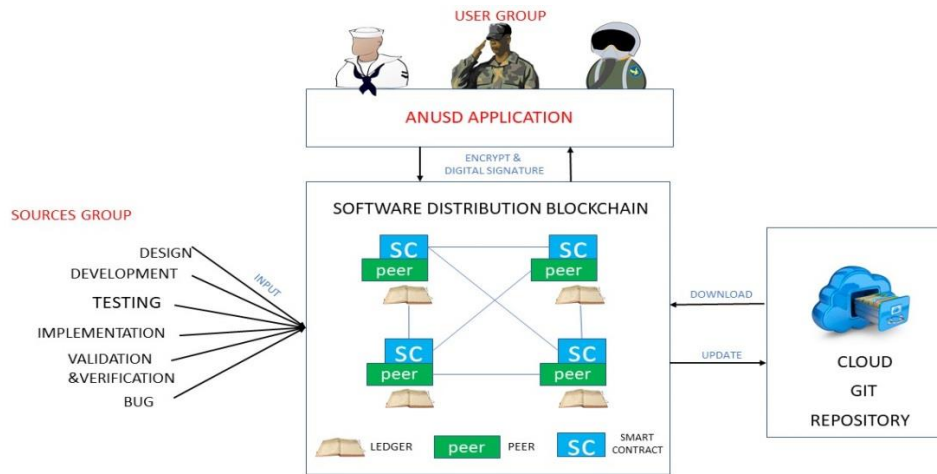 USER GROUP
ANUSD APPLICATION
ENCRYPT &
DIGITAL SIGNATURE
SOURCES GROUP
DESIGN
DEVELOPMENT
TESTING
IMPLEMENTATION
VALIDATION
&VERIFICATION
BUG
INPUT
SOFTWARE DISTRIBUTION BLOCKCHAIN
SC
peer
SC
peer
SC
peer
SC
peer
LEDGER
peer
PEER
SC
SMART
CONTRACT
DOWNLOAD
UPDATE
CLOUD
GIT
REPOSITORY